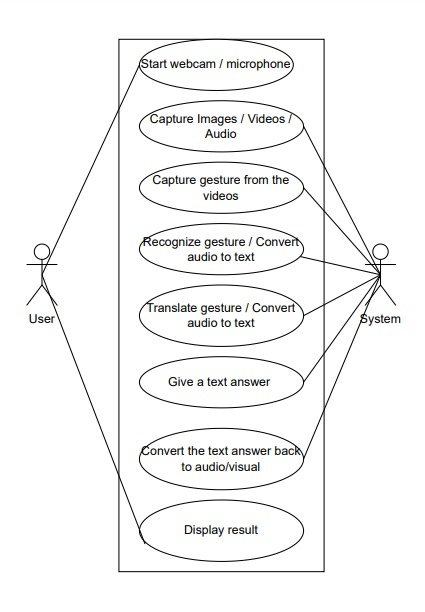 Start webcam / microphone
Capture Images / Videos /
Audio
Capture gesture from the
videos
Recognize gesture / Convert
audio to text
Translate gesture / Convert
audio to text
User
System
Give a text answer
Convert the text answer back
to audio/visual
Display result